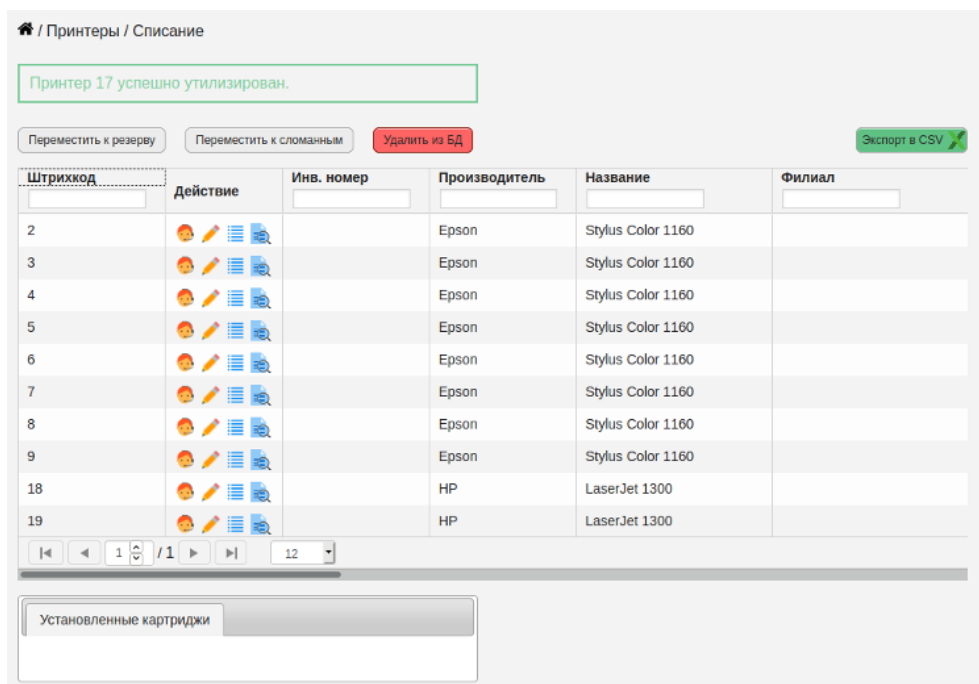 / Принтеры / Списание
Принтер 17 успешно утилизирован.
Переместить к резерву Переместить к сломанным Удалить из БД Экспорт в CSV
Штрихкод Действие Инв. номер Производитель Название Филиал
2 Epson Stylus Color 1160
3 Epson Stylus Color 1160
4 Epson Stylus Color 1160
5 Epson Stylus Color 1160
6 Epson Stylus Color 1160
7 Epson Stylus Color 1160
8 Epson Stylus Color 1160
9 Epson Stylus Color 1160
18 HP LaserJet 1300
19 HP LaserJet 1300
1 / 1 12
Установленные картриджи